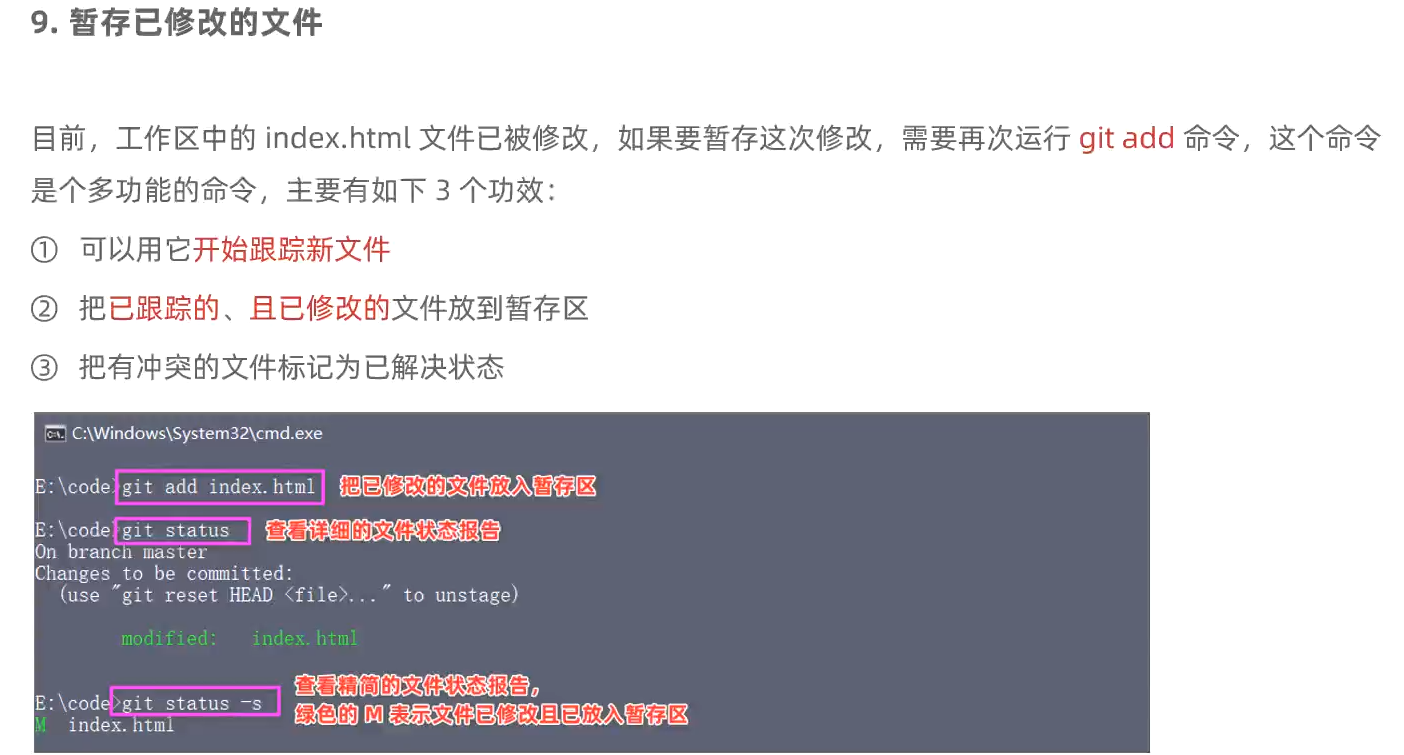 9. 暂存已修改的文件
目前，工作区中的 index.html 文件已被修改，如果要暂存这次修改，需要再次运行 git add 命令，这个命令
是个多功能的命令，主要有如下 3 个功效：
① 可以用它开始跟踪新文件
② 把已跟踪的、且已修改的文件放到暂存区
③ 把有冲突的文件标记为已解决状态
C:\Windows\System32\cmd.exe
E:\code>git add index.html 把已修改的文件放入暂存区
E:\code>git status 查看详细的文件状态报告
On branch master
Changes to be committed:
(use "git reset HEAD <file>..." to unstage)
modified: index.html
查看精简的文件状态报告，
E:\code>git status -s 绿色的 M 表示文件已修改且已放入暂存区
M index.html